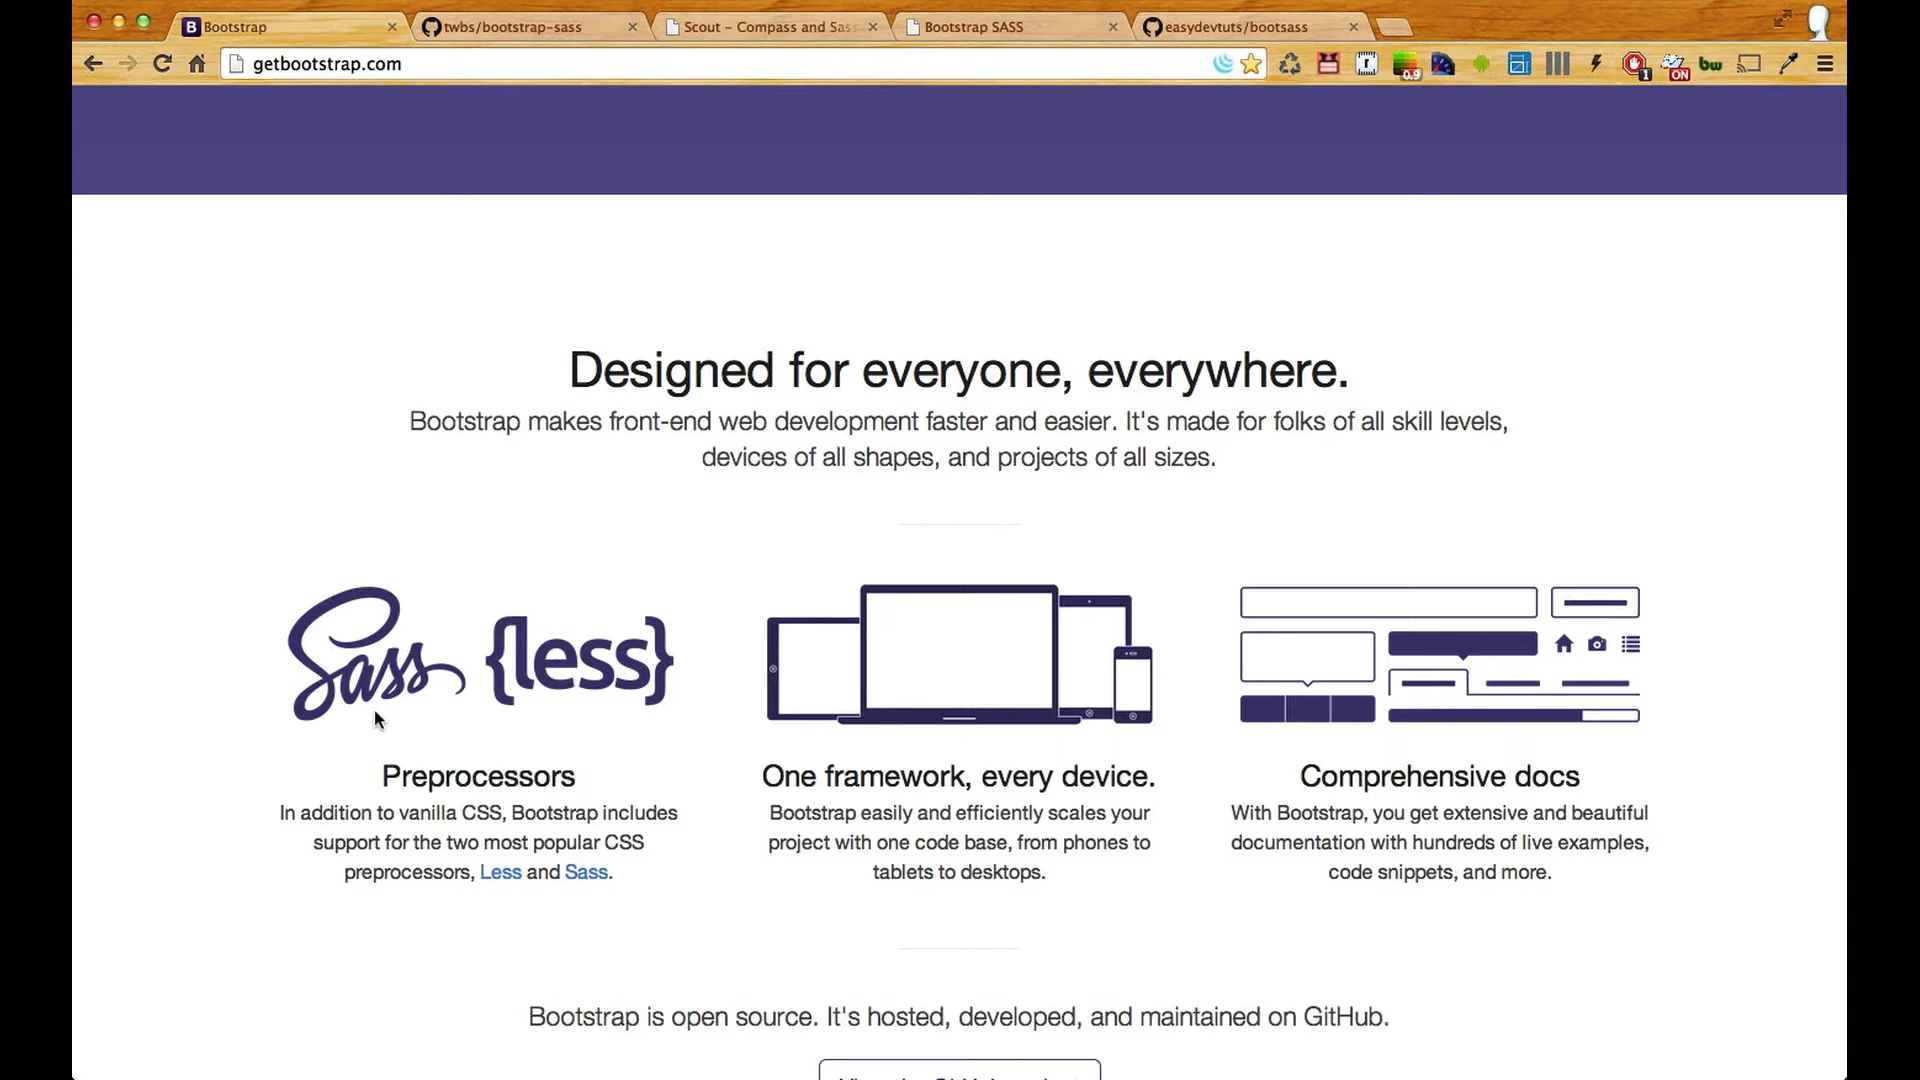 Bootstrap
twbs/bootstrap-sass
Scout - Compass and Sass
Bootstrap SASS
easydevtuts/bootsass
getbootstrap.com
0.9
1
ON
bw
Designed for everyone, everywhere.
Bootstrap makes front-end web development faster and easier. It's made for folks of all skill levels,
devices of all shapes, and projects of all sizes.
Sass {less}
Preprocessors
In addition to vanilla CSS, Bootstrap includes
support for the two most popular CSS
preprocessors, Less and Sass.
One framework, every device.
Bootstrap easily and efficiently scales your
project with one code base, from phones to
tablets to desktops.
Comprehensive docs
With Bootstrap, you get extensive and beautiful
documentation with hundreds of live examples,
code snippets, and more.
Bootstrap is open source. It's hosted, developed, and maintained on GitHub.